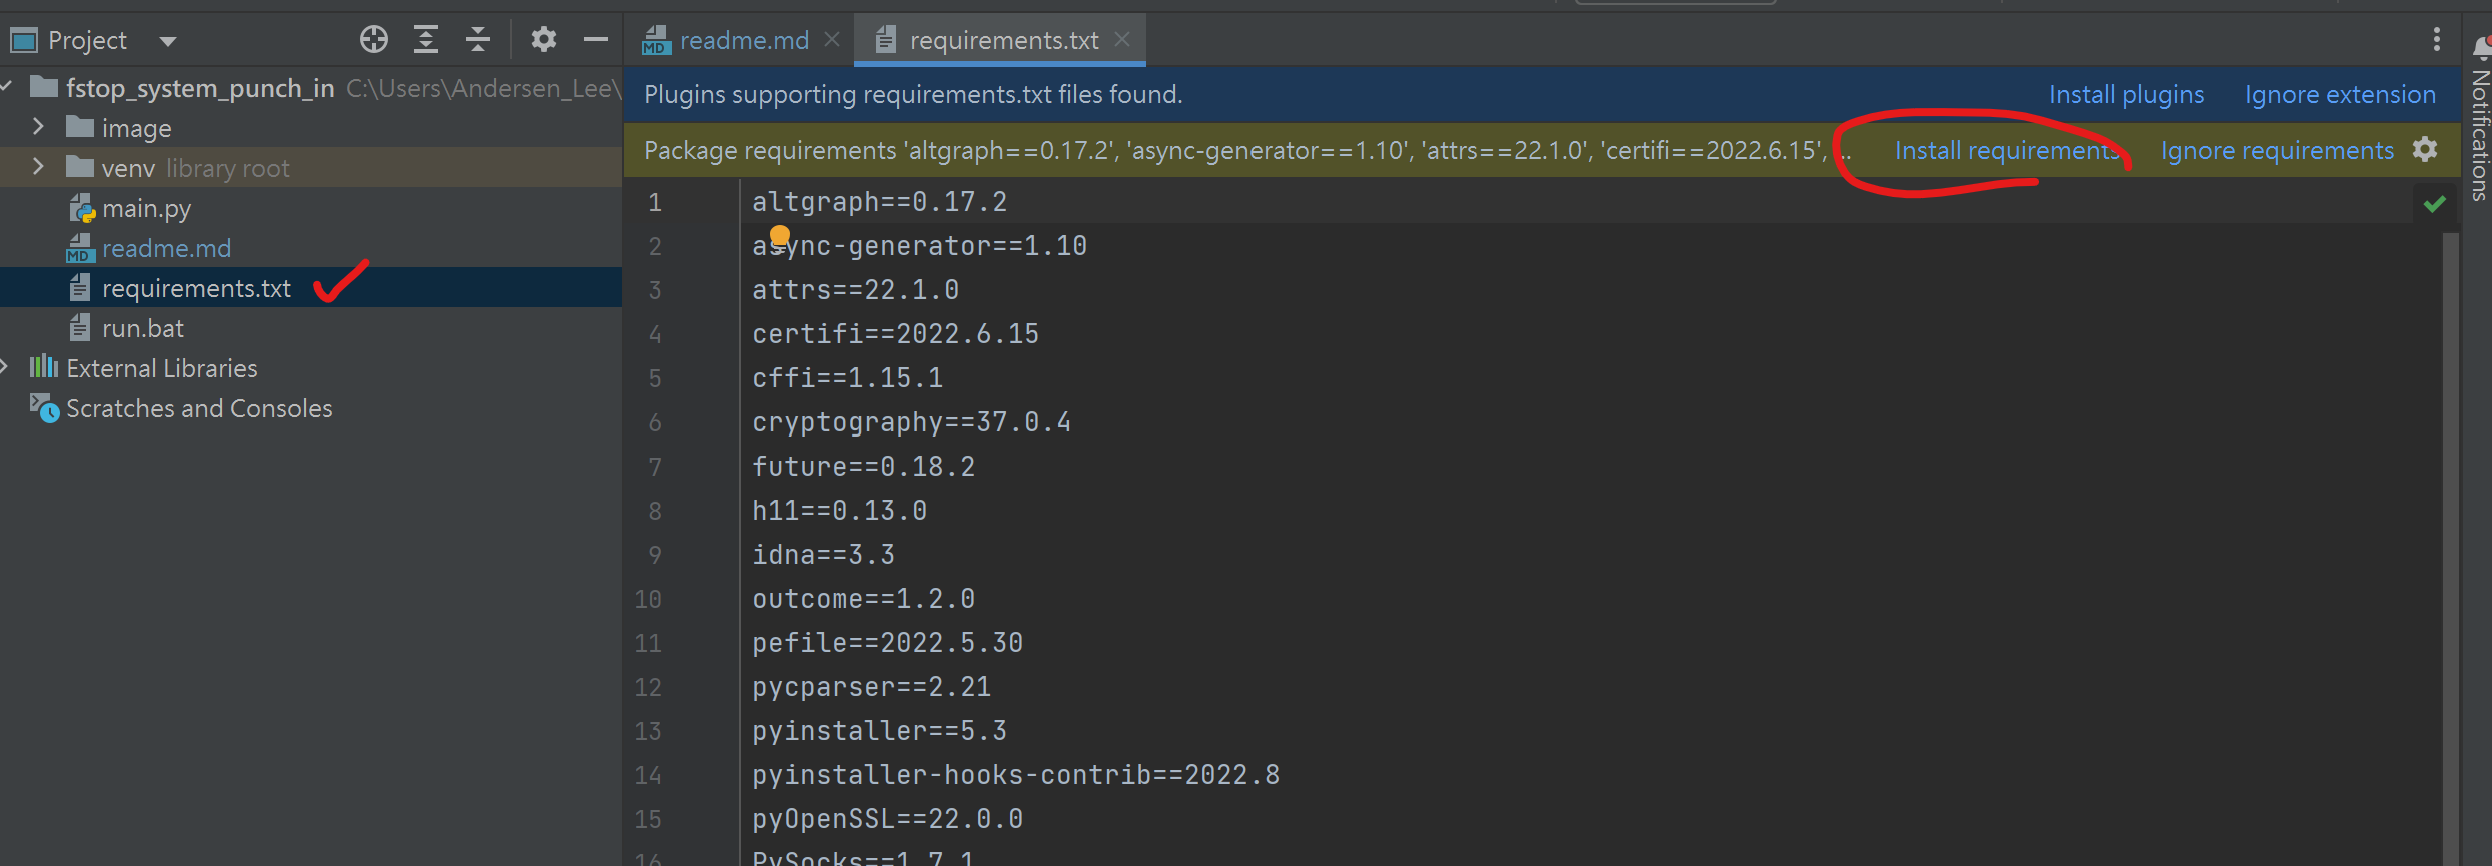 Project
readme.md
requirements.txt
fstop_system_punch_in C:\Users\Andersen_Lee\
image
venv library root
main.py
readme.md
requirements.txt
run.bat
External Libraries
Scratches and Consoles
Plugins supporting requirements.txt files found. Install plugins Ignore extension
Package requirements 'altgraph==0.17.2', 'async-generator==1.10', 'attrs==22.1.0', 'certifi==2022.6.15', ... Install requirements Ignore requirements
1 altgraph==0.17.2
2 async-generator==1.10
3 attrs==22.1.0
4 certifi==2022.6.15
5 cffi==1.15.1
6 cryptography==37.0.4
7 future==0.18.2
8 h11==0.13.0
9 idna==3.3
10 outcome==1.2.0
11 pefile==2022.5.30
12 pycparser==2.21
13 pyinstaller==5.3
14 pyinstaller-hooks-contrib==2022.8
15 pyOpenSSL==22.0.0
16 PySocks==1.7.1
Notifications